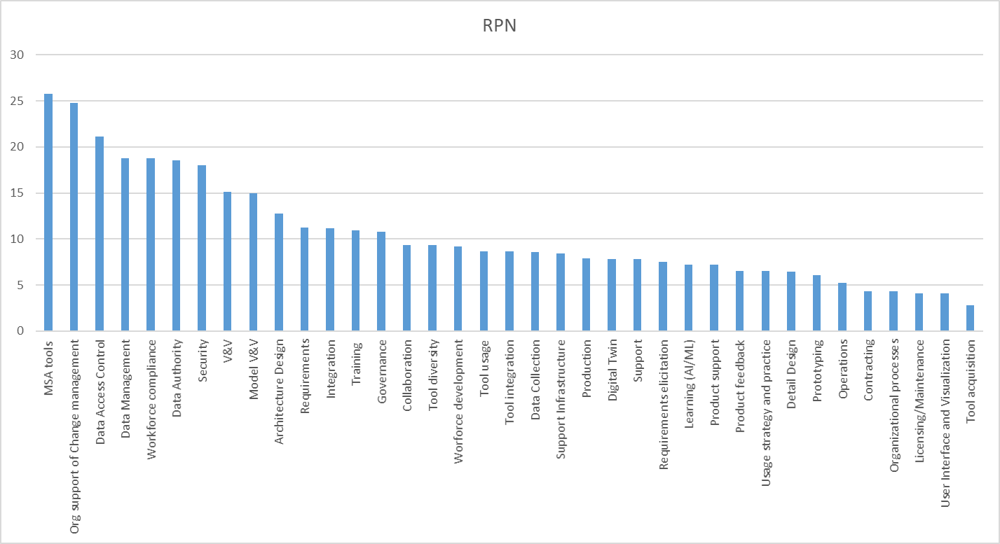 RPN
30
25
20
15
10
5
0
MSA tools
Org support of Change management
Data Access Control
Data Management
Workforce compliance
Data Authority
Security
V&V
Model V&V
Architecture Design
Requirements
Integration
Training
Governance
Collaboration
Tool diversity
Worforce development
Tool usage
Tool integration
Data Collection
Support Infrastructure
Production
Digital Twin
Support
Requirements elicitation
Learning (AI/ML)
Product support
Product feedback
Usage strategy and practice
Detail Design
Prototyping
Operations
Contracting
Organizational processes
Licensing/Maintenance
User Interface and Visualization
Tool acquisition